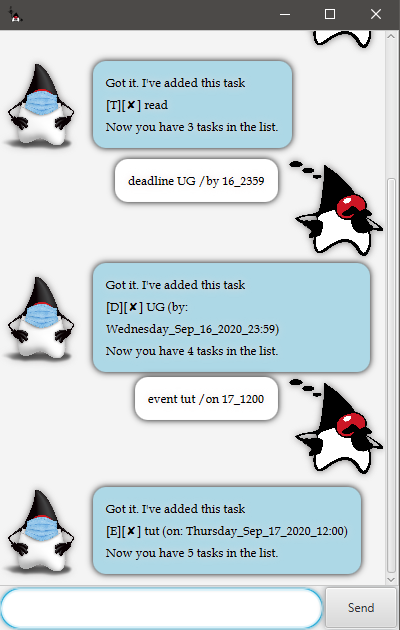 Got it. I've added this task
[T][✘] read
Now you have 3 tasks in the list.
deadline UG /by 16_2359
Got it. I've added this task
[D][✘] UG (by:
Wednesday_Sep_16_2020_23:59)
Now you have 4 tasks in the list.
event tut /on 17_1200
Got it. I've added this task
[E][✘] tut (on: Thursday_Sep_17_2020_12:00)
Now you have 5 tasks in the list.
Send